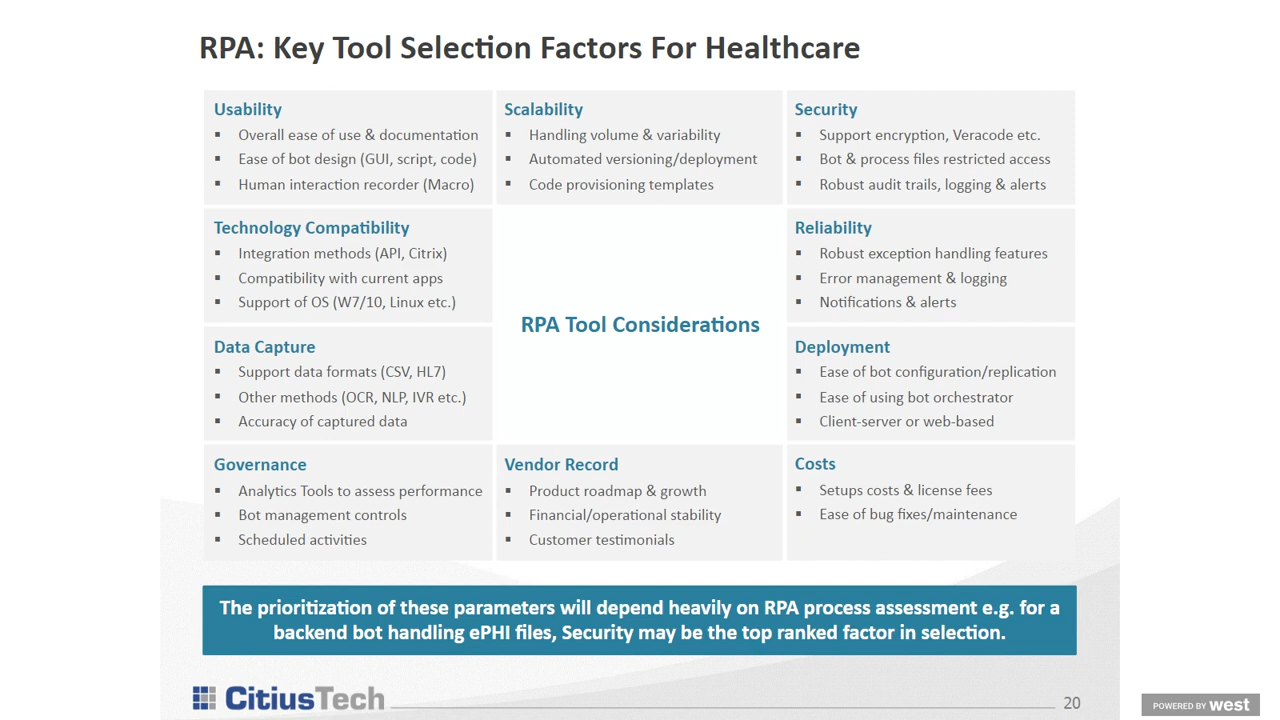 RPA: Key Tool Selection Factors For Healthcare
Usability
▪ Overall ease of use & documentation
▪ Ease of bot design (GUI, script, code)
▪ Human interaction recorder (Macro)
Scalability
▪ Handling volume & variability
▪ Automated versioning/deployment
▪ Code provisioning templates
Security
▪ Support encryption, Veracode etc.
▪ Bot & process files restricted access
▪ Robust audit trails, logging & alerts
Technology Compatibility
▪ Integration methods (API, Citrix)
▪ Compatibility with current apps
▪ Support of OS (W7/10, Linux etc.)
RPA Tool Considerations
Reliability
▪ Robust exception handling features
▪ Error management & logging
▪ Notifications & alerts
Data Capture
▪ Support data formats (CSV, HL7)
▪ Other methods (OCR, NLP, IVR etc.)
▪ Accuracy of captured data
Deployment
▪ Ease of bot configuration/replication
▪ Ease of using bot orchestrator
▪ Client-server or web-based
Governance
▪ Analytics Tools to assess performance
▪ Bot management controls
▪ Scheduled activities
Vendor Record
▪ Product roadmap & growth
▪ Financial/operational stability
▪ Customer testimonials
Costs
▪ Setups costs & license fees
▪ Ease of bug fixes/maintenance
The prioritization of these parameters will depend heavily on RPA process assessment e.g. for a
backend bot handling ePHI files, Security may be the top ranked factor in selection.
CitiusTech
20
POWERED BY west